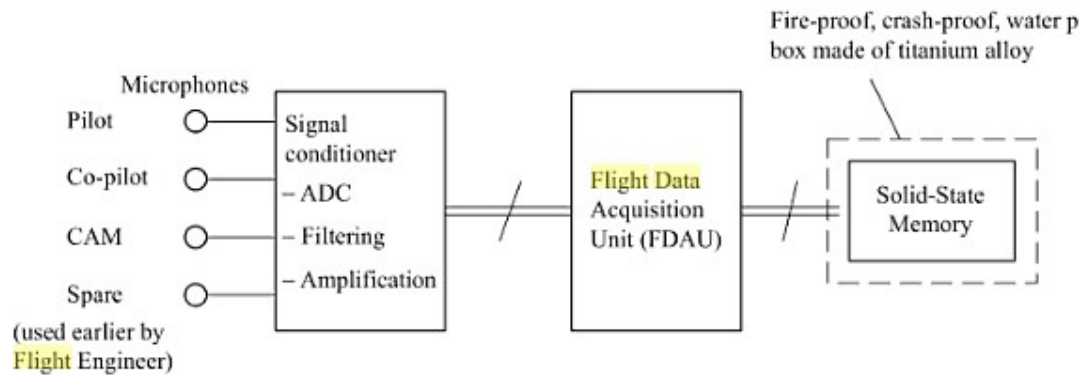 Fire-proof, crash-proof, water p
box made of titanium alloy
Microphones
Pilot
Co-pilot
CAM
Spare
(used earlier by
Flight Engineer)
Signal
conditioner
– ADC
– Filtering
– Amplification
Flight Data
Acquisition
Unit (FDAU)
Solid-State
Memory